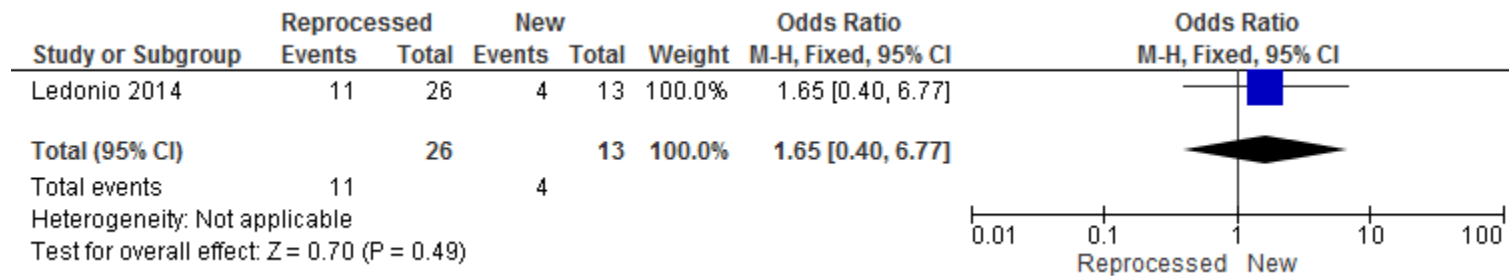 Reprocessed New Odds Ratio Odds Ratio
Study or Subgroup Events Total Events Total Weight M-H, Fixed, 95% CI M-H, Fixed, 95% CI
Ledonio 2014 11 26 4 13 100.0% 1.65 [0.40, 6.77]
Total (95% CI) 26 13 100.0% 1.65 [0.40, 6.77]
Total events 11 4
Heterogeneity: Not applicable
Test for overall effect: Z = 0.70 (P = 0.49)
0.01 0.1 1 10 100
Reprocessed New